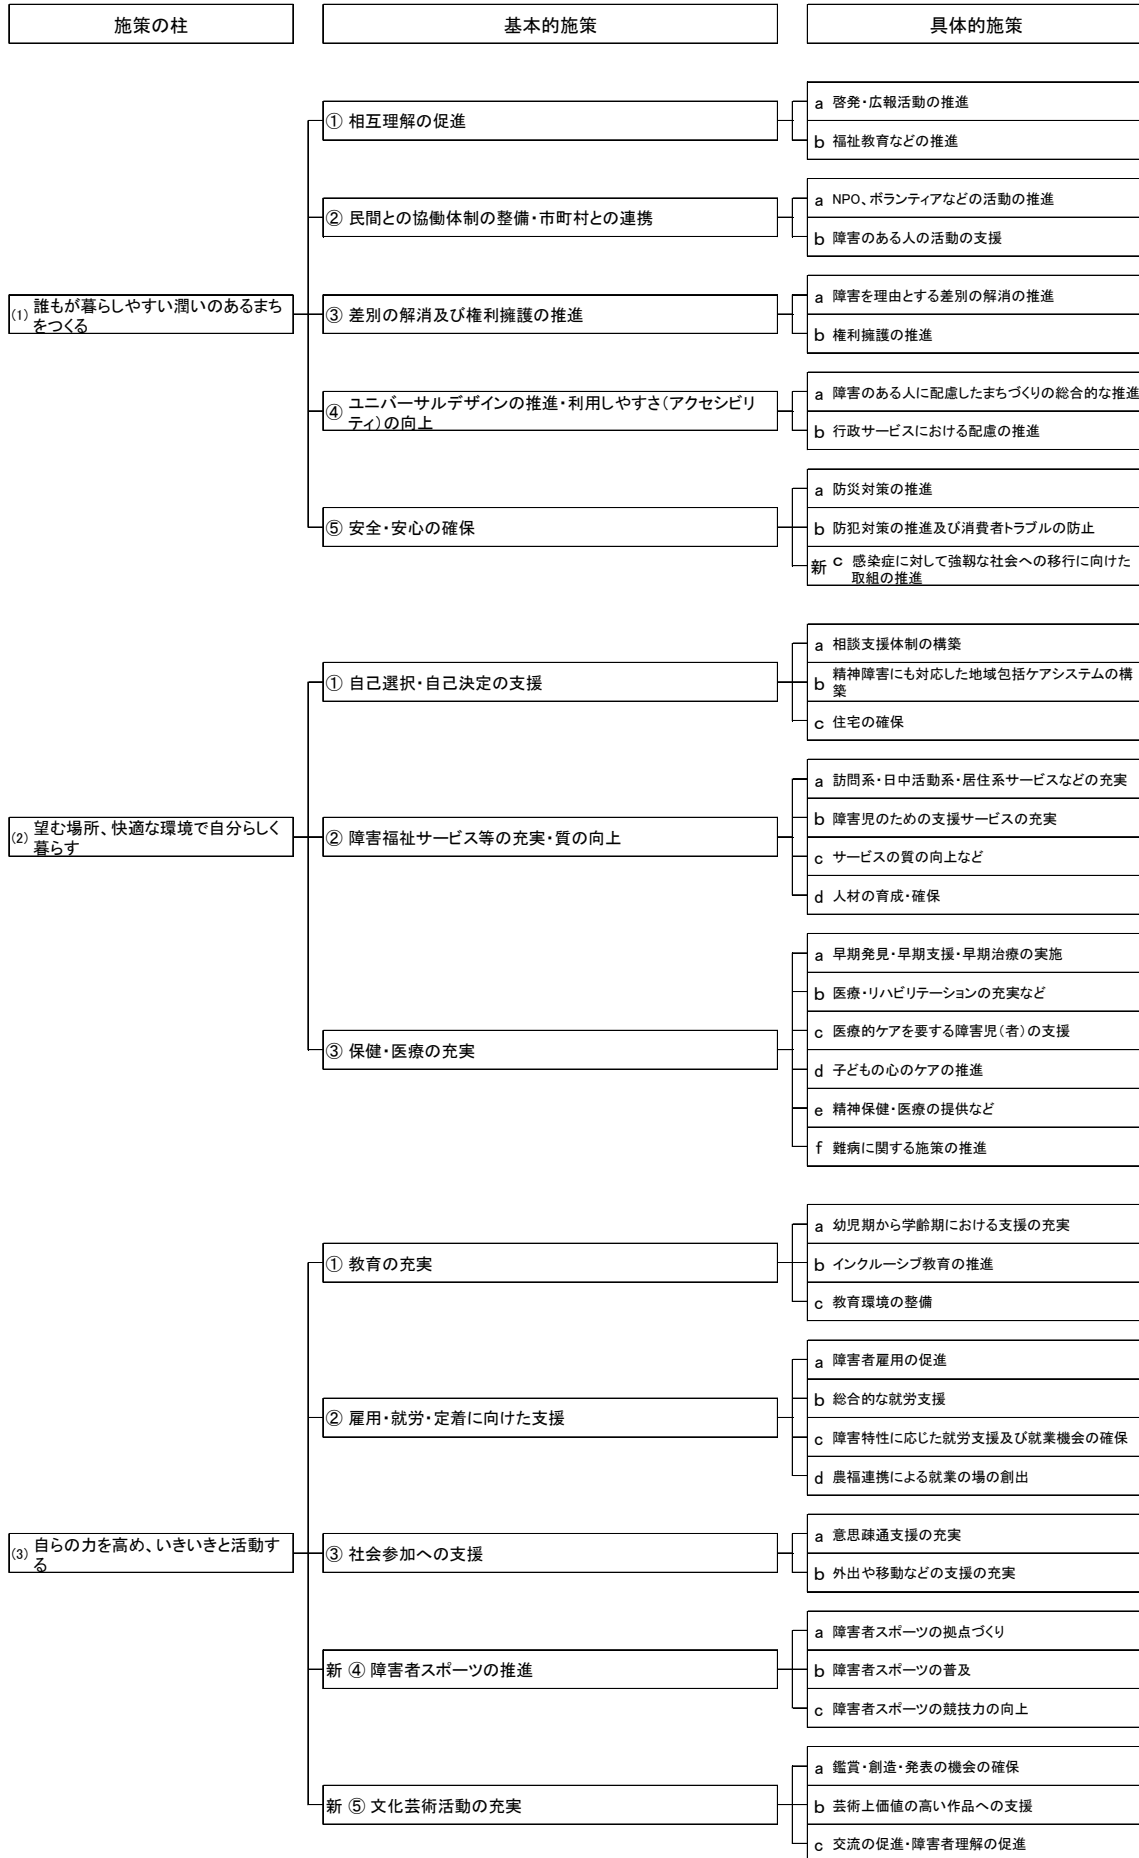 施策の柱
基本的施策
具体的施策
(1) 誰もが暮らしやすい潤いのあるまち
をつくる
① 相互理解の促進
a 啓発・広報活動の推進
b 福祉教育などの推進
② 民間との協働体制の整備・市町村との連携
a NPO、ボランティアなどの活動の推進
b 障害のある人の活動の支援
③ 差別の解消及び権利擁護の推進
a 障害を理由とする差別の解消の推進
b 権利擁護の推進
④ ユニバーサルデザインの推進・利用しやすさ（アクセシビリ
ティ）の向上
a 障害のある人に配慮したまちづくりの総合的な推進
b 行政サービスにおける配慮の推進
⑤ 安全・安心の確保
a 防災対策の推進
b 防犯対策の推進及び消費者トラブルの防止
新 c 感染症に対して強靱な社会への移行に向けた
取組の推進
(2) 望む場所、快適な環境で自分らしく
暮らす
① 自己選択・自己決定の支援
a 相談支援体制の構築
b 精神障害にも対応した地域包括ケアシステムの構
築
c 住宅の確保
② 障害福祉サービス等の充実・質の向上
a 訪問系・日中活動系・居住系サービスなどの充実
b 障害児のための支援サービスの充実
c サービスの質の向上など
d 人材の育成・確保
③ 保健・医療の充実
a 早期発見・早期支援・早期治療の実施
b 医療・リハビリテーションの充実など
c 医療的ケアを要する障害児（者）の支援
d 子どもの心のケアの推進
e 精神保健・医療の提供など
f 難病に関する施策の推進
(3) 自らの力を高め、いきいきと活動す
る
① 教育の充実
a 幼児期から学齢期における支援の充実
b インクルーシブ教育の推進
c 教育環境の整備
② 雇用・就労・定着に向けた支援
a 障害者雇用の促進
b 総合的な就労支援
c 障害特性に応じた就労支援及び就業機会の確保
d 農福連携による就業の場の創出
③ 社会参加への支援
a 意思疎通支援の充実
b 外出や移動などの支援の充実
新 ④ 障害者スポーツの推進
a 障害者スポーツの拠点づくり
b 障害者スポーツの普及
c 障害者スポーツの競技力の向上
新 ⑤ 文化芸術活動の充実
a 鑑賞・創造・発表の機会の確保
b 芸術上価値の高い作品への支援
c 交流の促進・障害者理解の促進